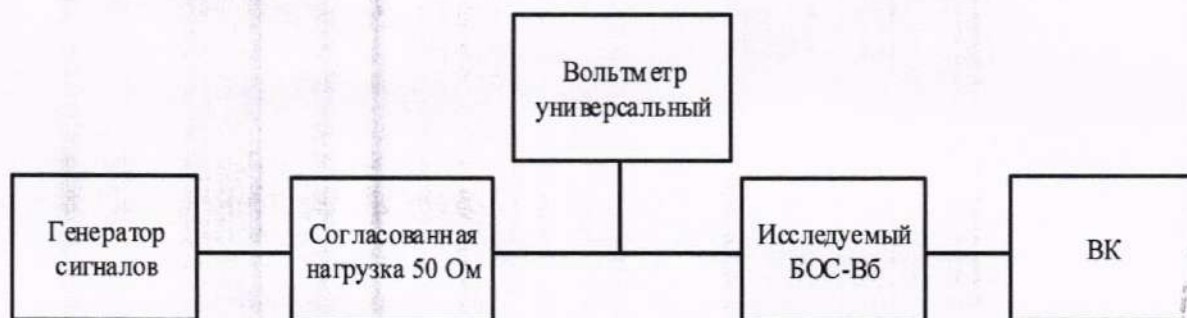 Вольтметр
универсальный
Генератор
сигналов
Согласованная
нагрузка 50 Ом
Исследуемый
БОС-Вб
ВК